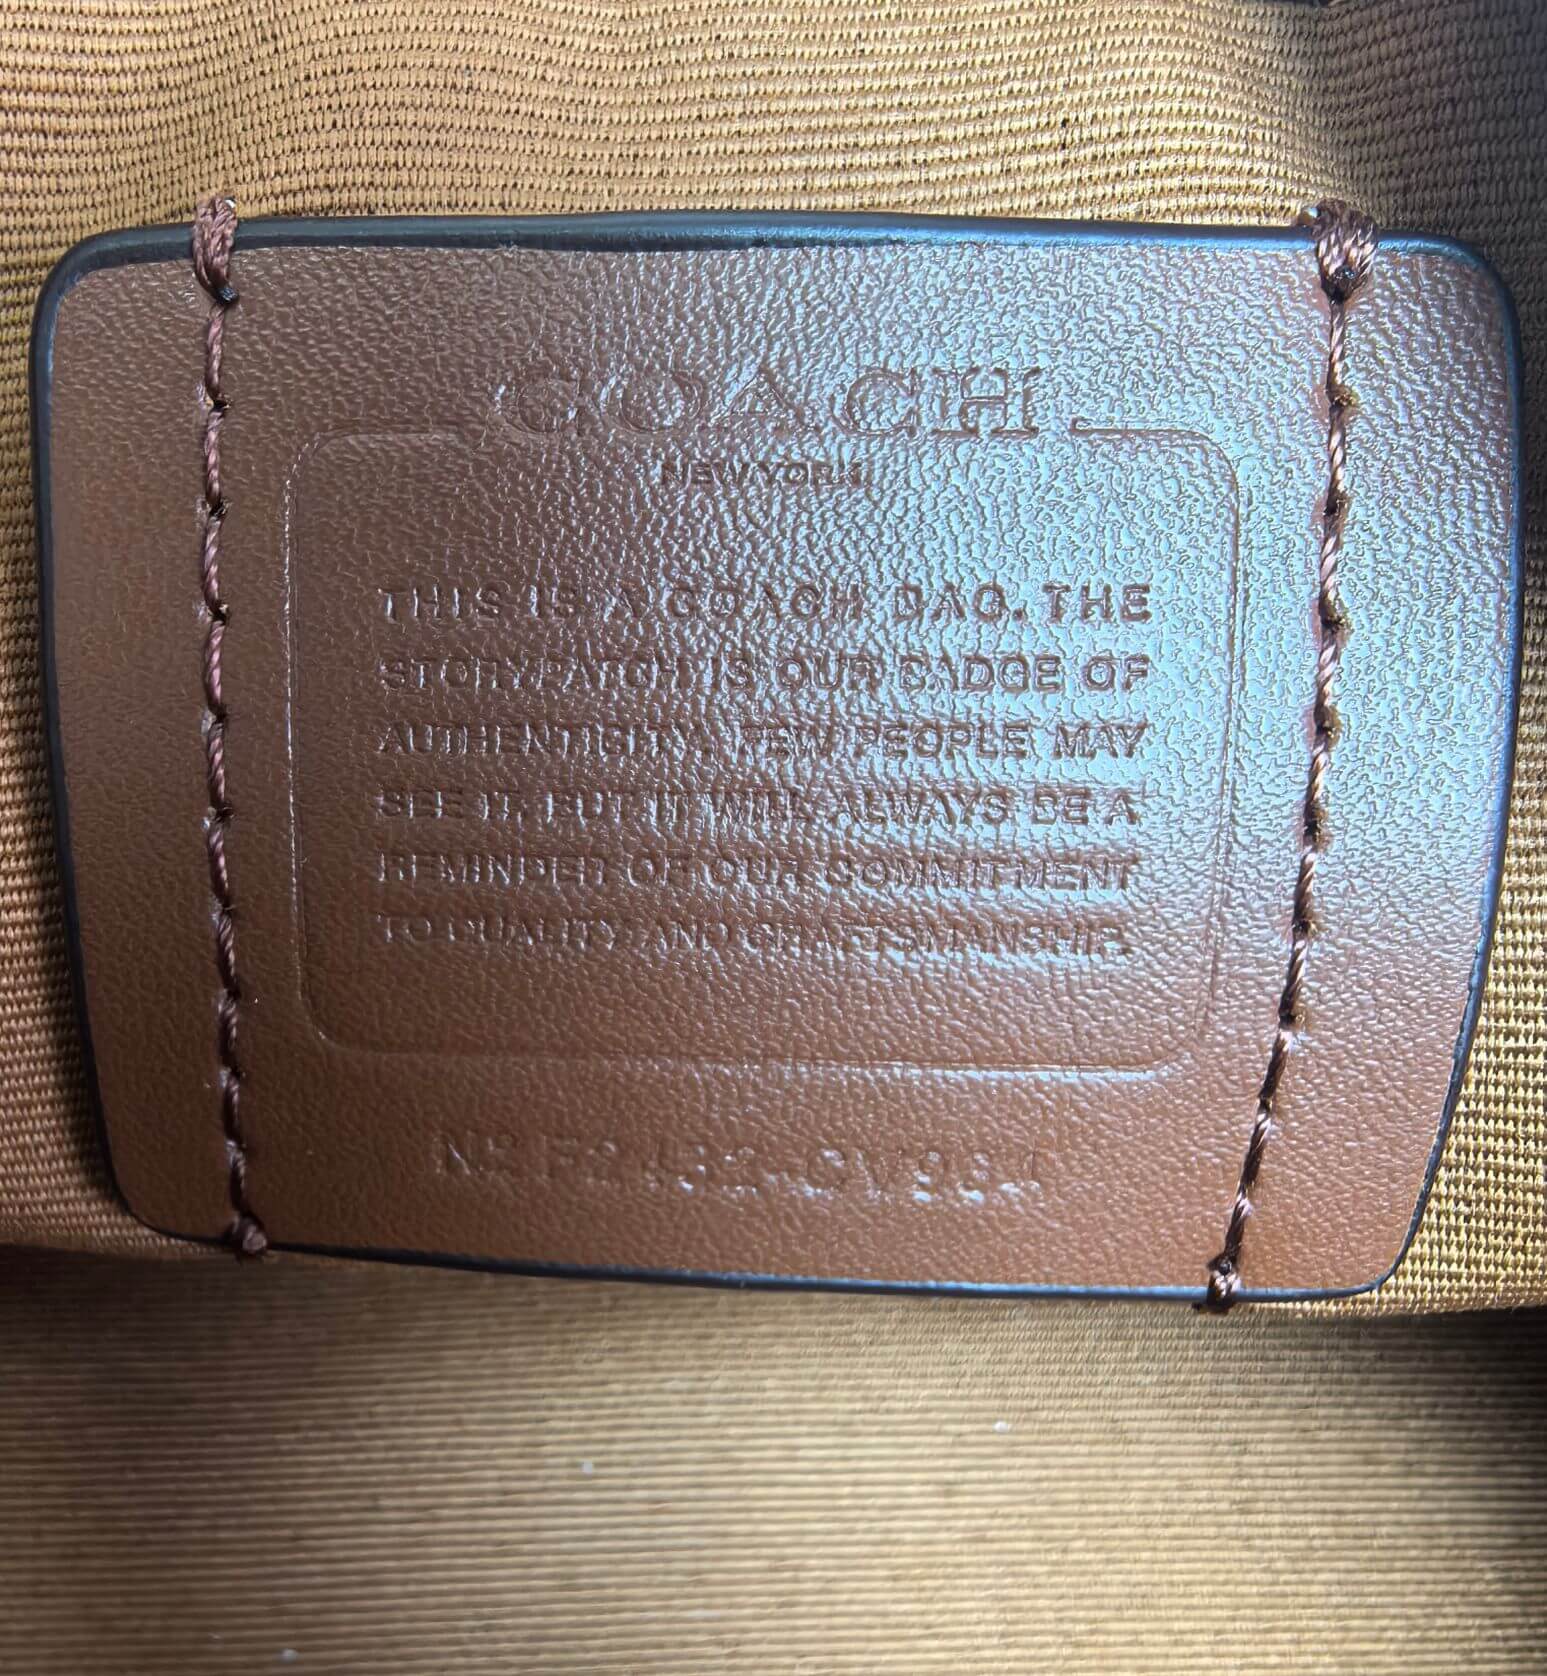 COACH
NEW YORK
THIS IS A COACH BAG. THE
STORYPATCH IS OUR BADGE OF
AUTHENTICITY. FEW PEOPLE MAY
SEE IT, BUT IT WILL ALWAYS BE A
REMINDER OF OUR COMMITMENT
TO QUALITY AND CRAFTSMANSHIP.
Nº